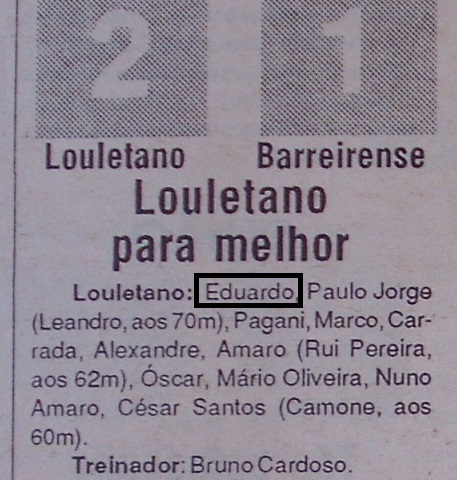 2 1
Louletano Barreirense
Louletano
para melhor
Louletano: Eduardo, Paulo Jorge
(Leandro, aos 70m), Pagani, Marco, Car-
rada, Alexandre, Amaro (Rui Pereira,
aos 62m), Óscar, Mário Oliveira, Nuno
Amaro, César Santos (Camone, aos
60m).
Treinador: Bruno Cardoso.